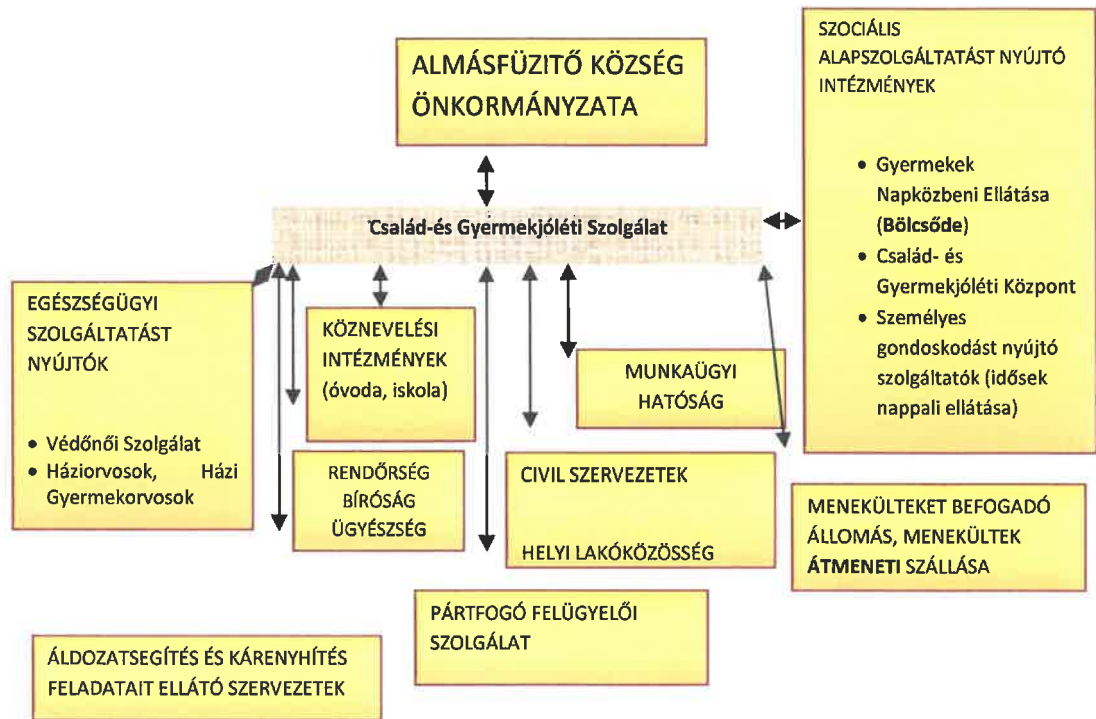 ALMÁSFÜZITŐ KÖZSÉG
ÖNKORMÁNYZATA
SZOCIÁLIS
ALAPSZOLGÁLTATÁST NYÚJTÓ
INTÉZMÉNYEK
• Gyermekek
Napközbeni Ellátása
(Bölcsőde)
• Család- és
Gyermekjóléti Központ
• Személyes
gondoskodást nyújtó
szolgáltatók (idősek
nappali ellátása)
Család-és Gyermekjóléti Szolgálat
EGÉSZSÉGÜGYI
SZOLGÁLTATÁST
NYÚJTÓK
• Védőnői Szolgálat
• Háziorvosok, Házi
Gyermekorvosok
KÖZNEVELÉSI
INTÉZMÉNYEK
(óvoda, iskola)
MUNKAÜGYI
HATÓSÁG
RENDŐRSÉG
BÍRÓSÁG
ÜGYÉSZSÉG
CIVIL SZERVEZETEK
HELYI LAKÓKÖZÖSSÉG
MENEKÜLTEKET BEFOGADÓ
ÁLLOMÁS, MENEKÜLTEK
ÁTMENETI SZÁLLÁSA
PÁRTFOGÓ FELÜGYELŐI
SZOLGÁLAT
ÁLDOZATSEGÍTÉS ÉS KÁRENYHÍTÉS
FELADATAIT ELLÁTÓ SZERVEZETEK